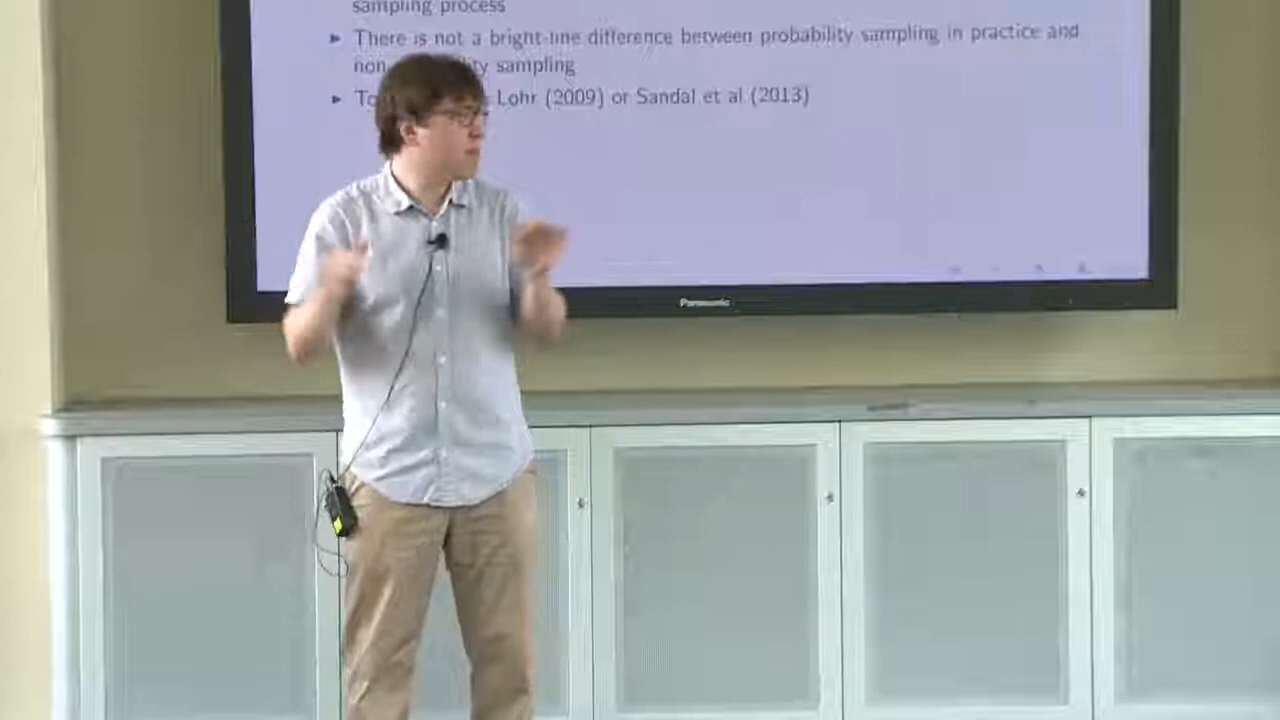 sampling process
► There is not a bright-line difference between probability sampling in practice and
non- ity sampling
► To Lohr (2009) or Sandal et al (2013)
Panasonic